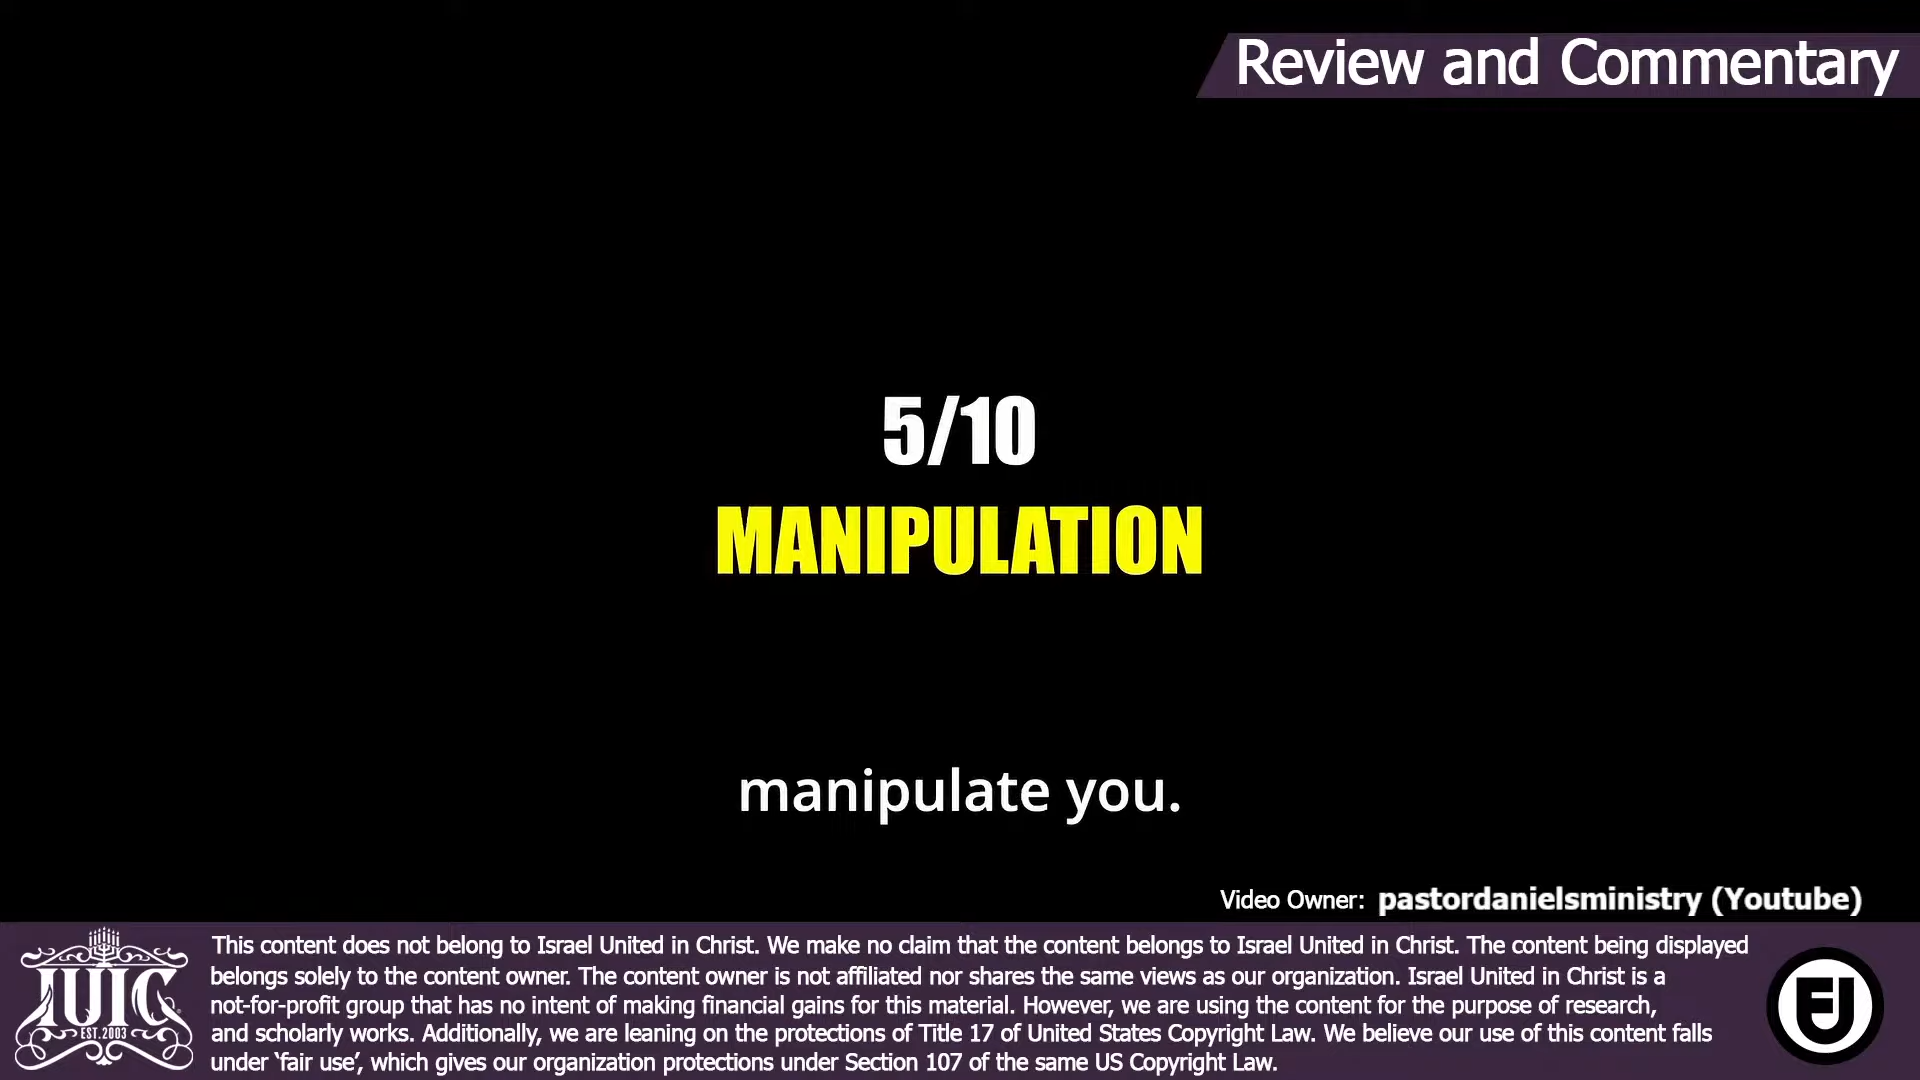 Review and Commentary
5/10
MANIPULATION
manipulate you.
Video Owner: pastordanielsministry (Youtube)
This content does not belong to Israel United in Christ. We make no claim that the content belongs to Israel United in Christ. The content being displayed
belongs solely to the content owner. The content owner is not affiliated nor shares the same views as our organization. Israel United in Christ is a
not-for-profit group that has no intent of making financial gains for this material. However, we are using the content for the purpose of research,
and scholarly works. Additionally, we are leaning on the protections of Title 17 of United States Copyright Law. We believe our use of this content falls
under ‘fair use’, which gives our organization protections under Section 107 of the same US Copyright Law.
IUIC
EST. 2003